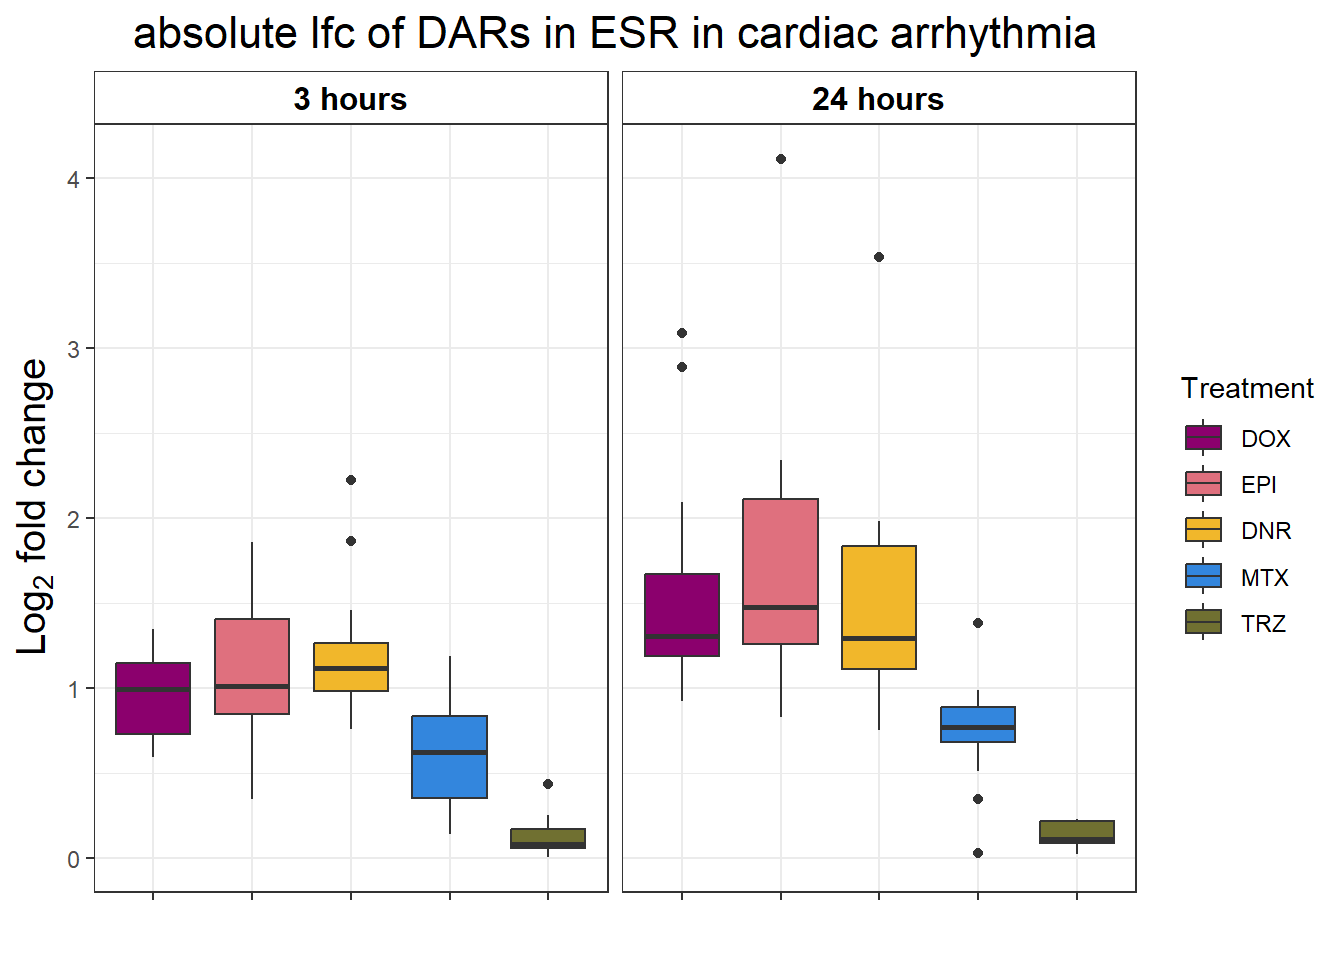 absolute lfc of DARs in ESR in cardiac arrhythmia
3 hours
24 hours
Log2 fold change
4
3
2
1
0
Treatment
DOX
EPI
DNR
MTX
TRZ